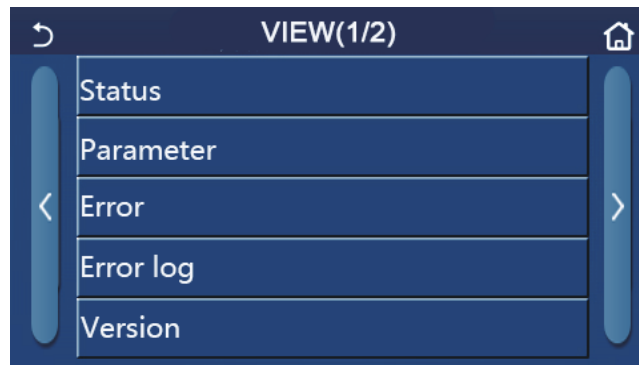 VIEW(1/2)
Status
Parameter
Error
Error log
Version